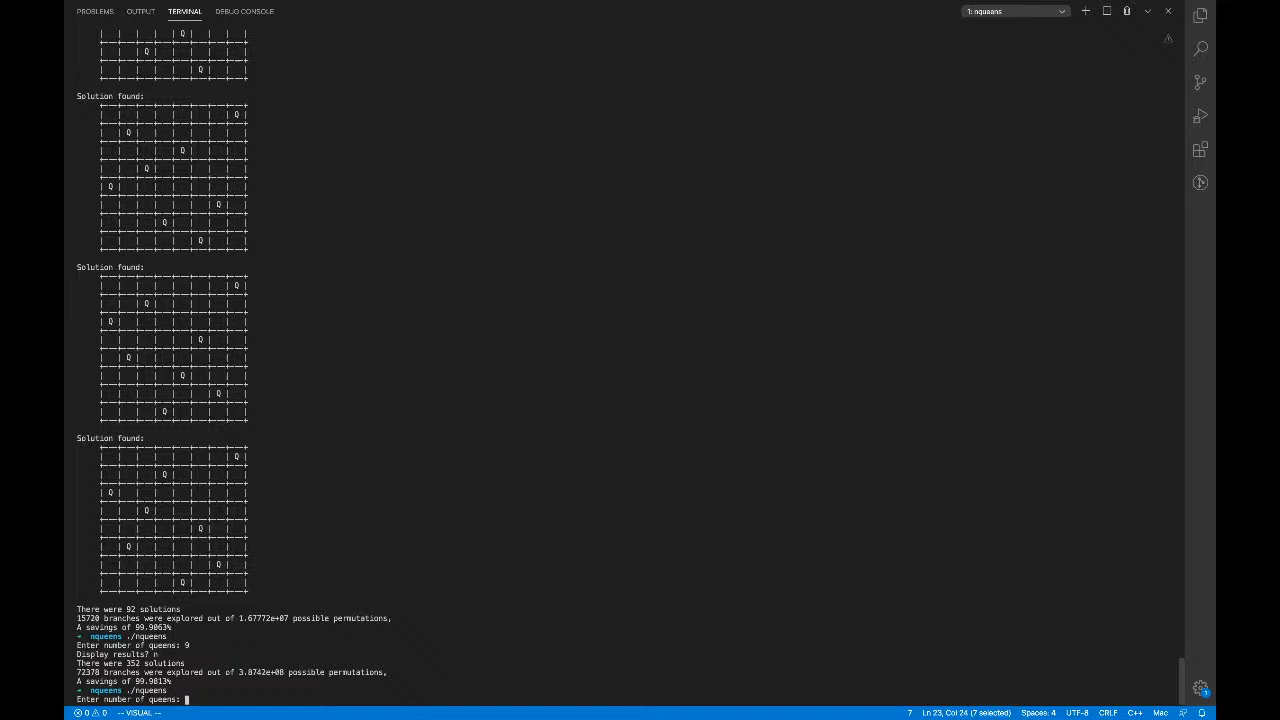 PROBLEMS OUTPUT TERMINAL DEBUG CONSOLE 1: nqueens
| | | | | Q | | | |
| | | Q | | | | | |
| | | | | | Q | | |
Solution found:
| | | | | | | | Q |
| | Q | | | | | | |
| | | | | Q | | | |
| | | Q | | | | | |
| Q | | | | | | | |
| | | | | | | Q | |
| | | | Q | | | | |
| | | | | | Q | | |
Solution found:
| | | | | | | | Q |
| | | Q | | | | | |
| Q | | | | | | | |
| | | | | | Q | | |
| | Q | | | | | | |
| | | | | Q | | | |
| | | | | | | Q | |
| | | | Q | | | | |
Solution found:
| | | | | | | | Q |
| | | | Q | | | | |
| Q | | | | | | | |
| | | Q | | | | | |
| | | | | | Q | | |
| | Q | | | | | | |
| | | | | | | Q | |
| | | | | Q | | | |
There were 92 solutions
15720 branches were explored out of 1.67772e+07 possible permutations,
A savings of 99.9063%
➜ nqueens ./nqueens
Enter number of queens: 9
Display results? n
There were 352 solutions
72378 branches were explored out of 3.8742e+08 possible permutations,
A savings of 99.9813%
➜ nqueens ./nqueens
Enter number of queens:
0 0 -- VISUAL -- 7 Ln 23, Col 24 (7 selected) Spaces: 4 UTF-8 CRLF C++ Mac
1